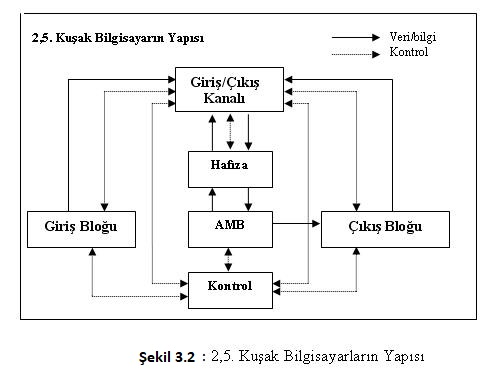 2,5. Kuşak Bilgisayarın Yapısı
Veri/bilgi
Kontrol
Giriş/Çıkış
Kanalı
Hafıza
Giriş Bloğu
AMB
Çıkış Bloğu
Kontrol
Şekil 3.2 : 2,5. Kuşak Bilgisayarların Yapısı